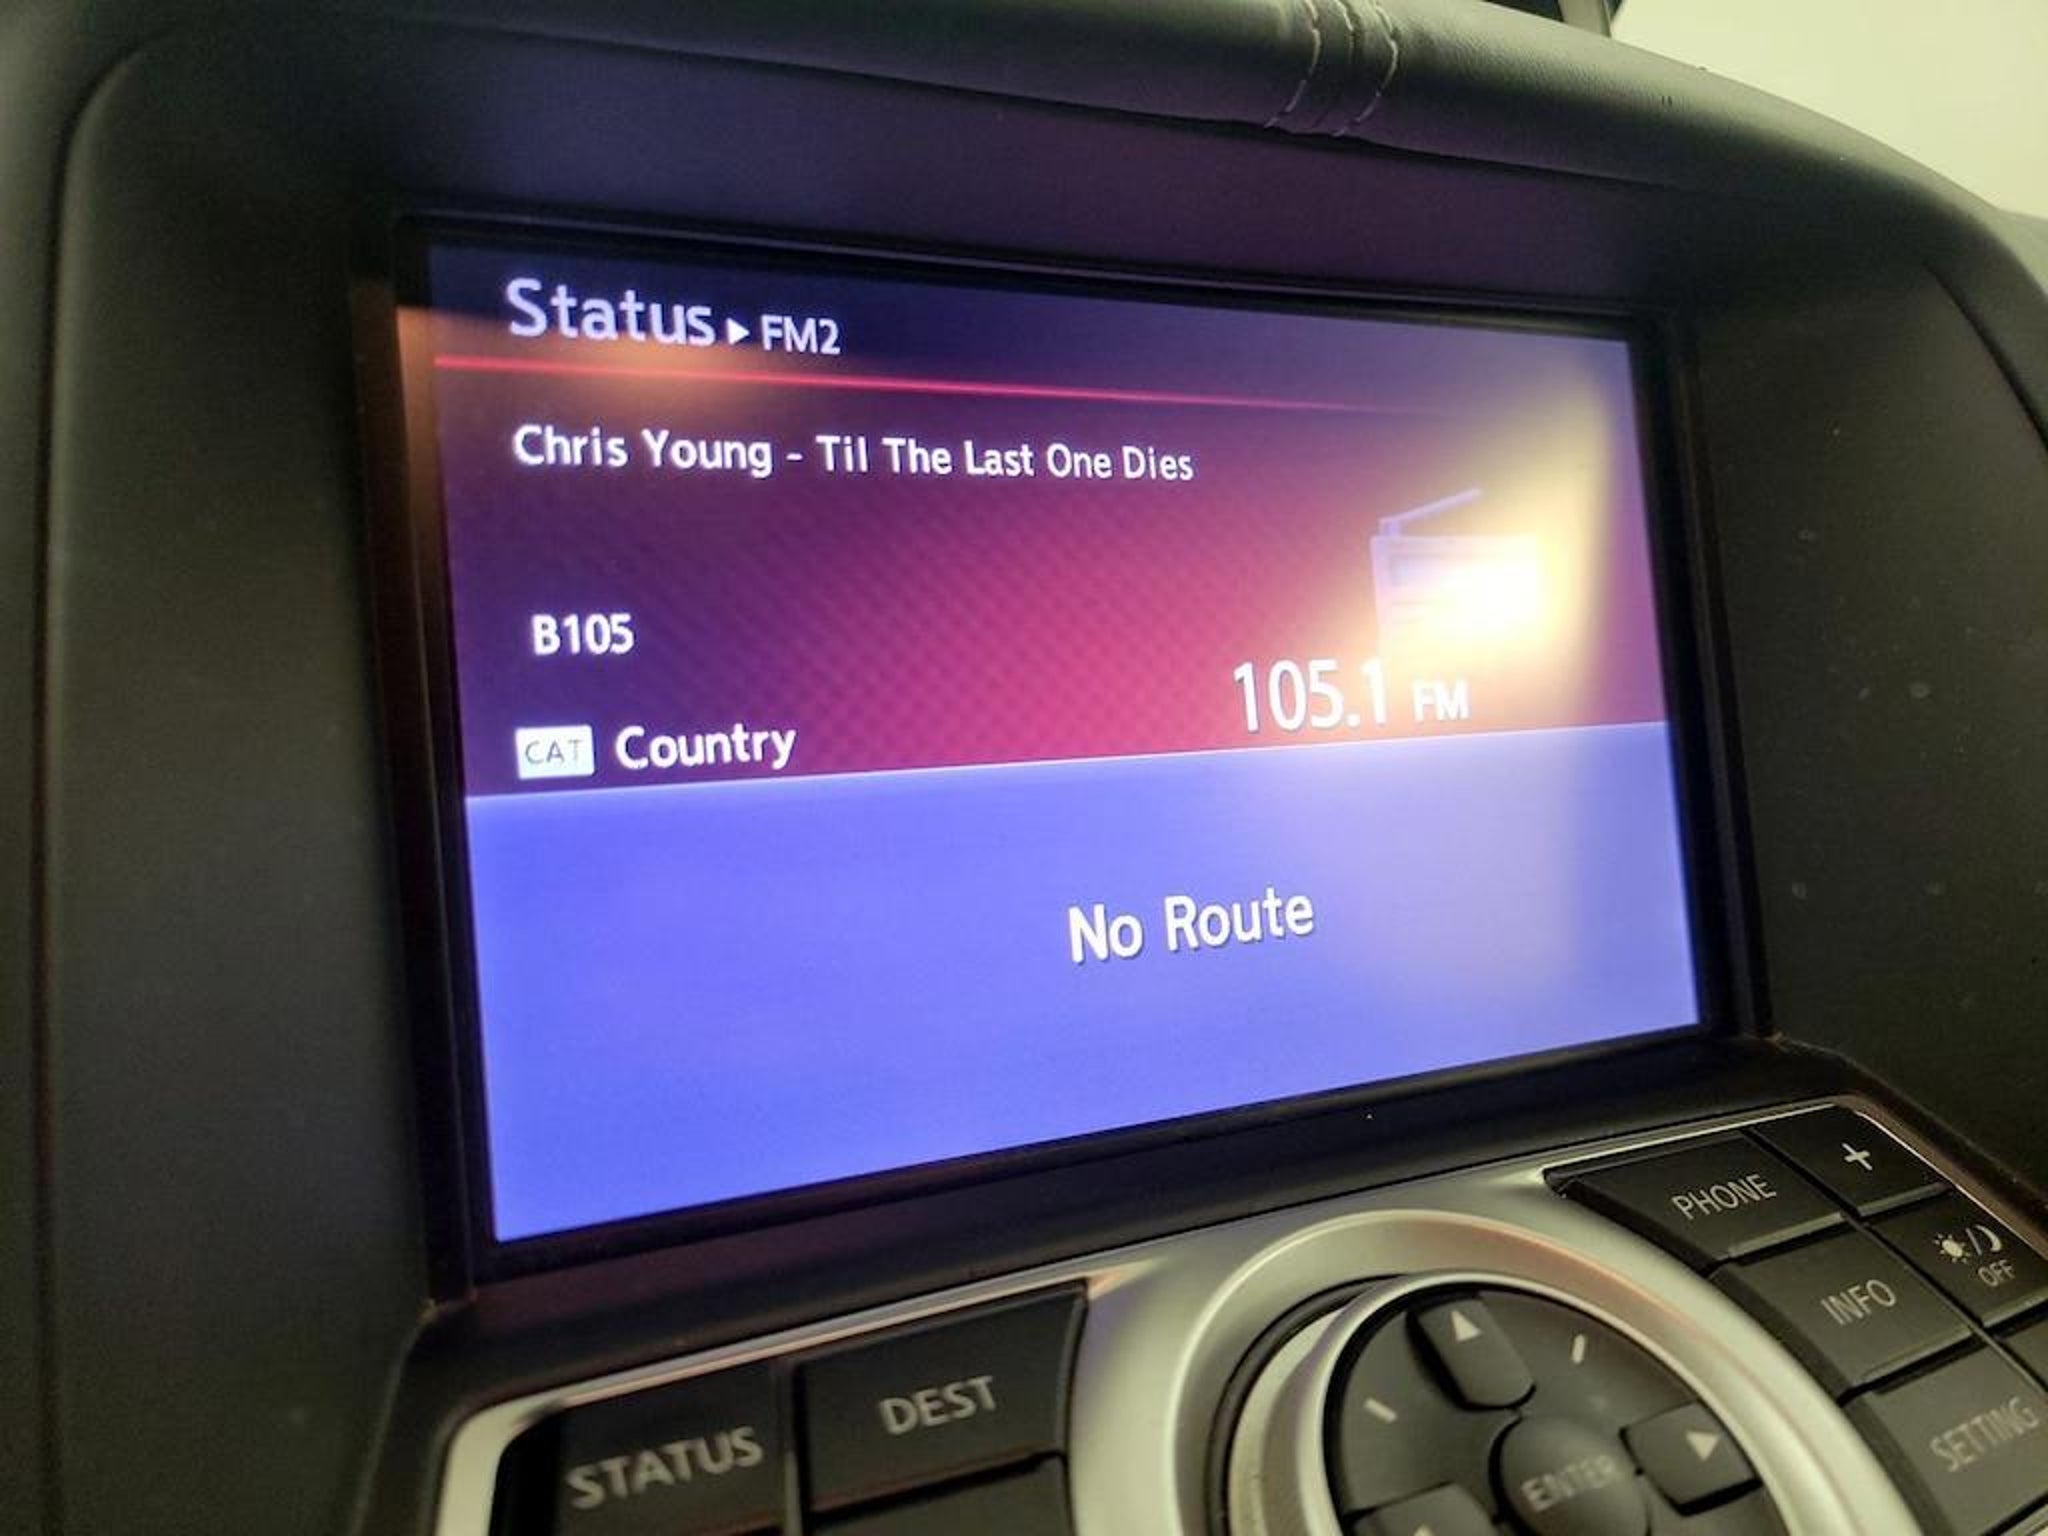 Status ▶ FM2
Chris Young - Til The Last One Dies
B105
105.1 FM
CAT Country
No Route
PHONE
+
INFO
OFF
SETTING
STATUS
DEST
ENTER